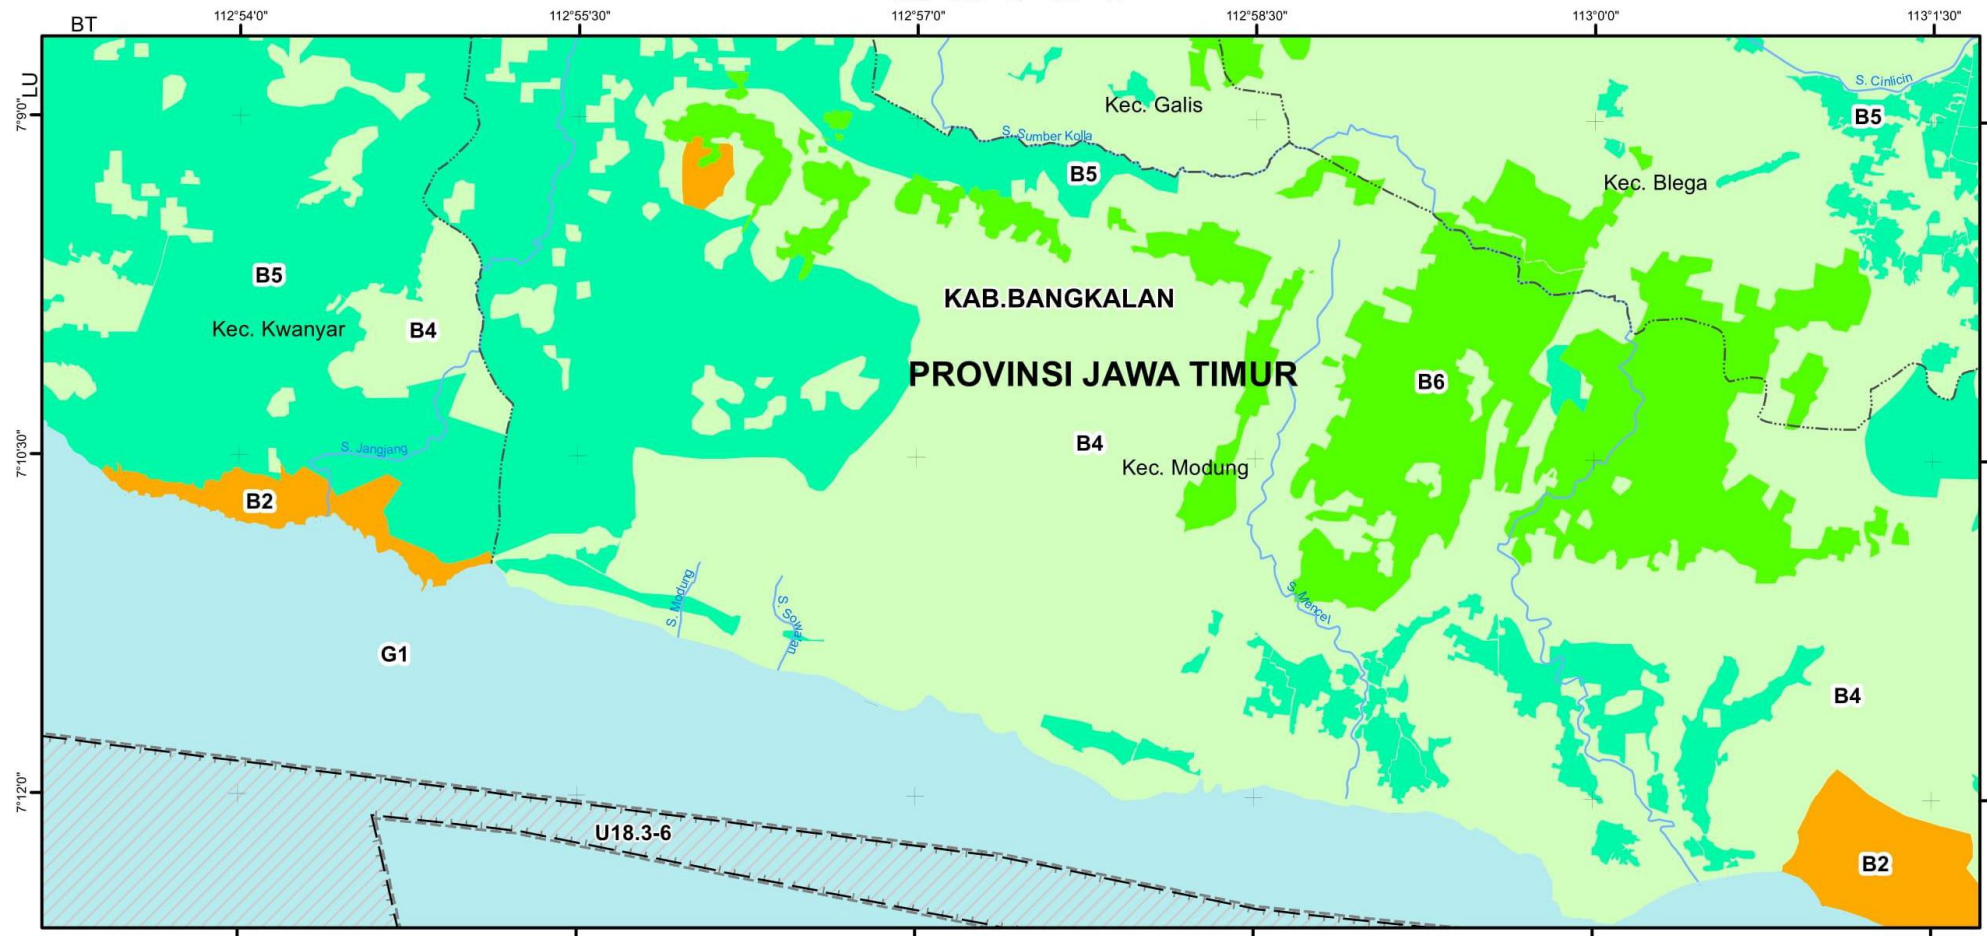 BT
112°54'0"
112°55'30"
112°57'0"
112°58'30"
113°0'0"
113°1'30"
LU
7°9'0"
7°10'30"
7°12'0"
S. Cinlicin
Kec. Galis
B5
S. Sumber Kolla
B5
Kec. Blega
B5
KAB.BANGKALAN
Kec. Kwanyar
B4
PROVINSI JAWA TIMUR
B6
B4
S. Jangjang
Kec. Modung
B2
S. Modung
S. Sowa'an
S. Mencel
G1
B4
U18.3-6
B2